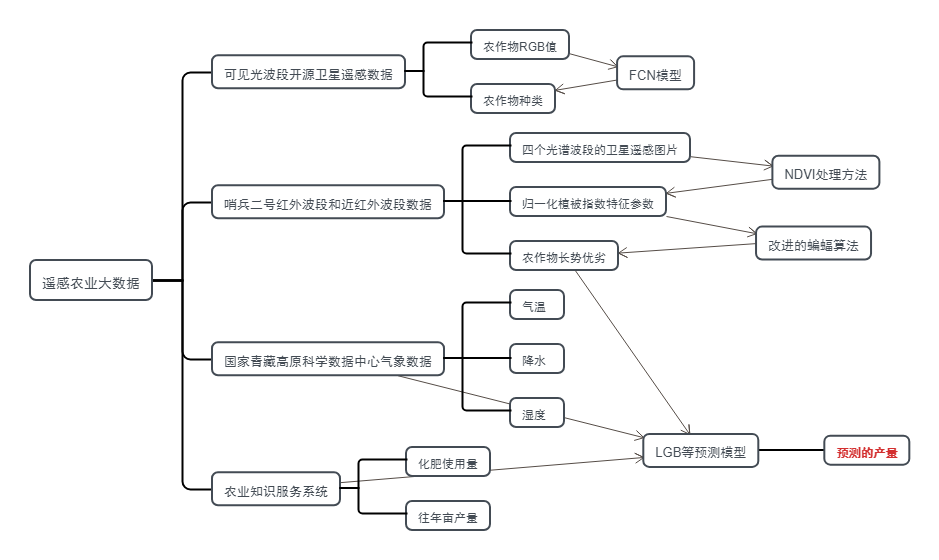 遥感农业大数据
可见光波段开源卫星遥感数据
农作物RGB值
农作物种类
FCN模型
哨兵二号红外波段和近红外波段数据
四个光谱波段的卫星遥感图片
归一化植被指数特征参数
农作物长势优劣
NDVI处理方法
改进的蝙蝠算法
国家青藏高原科学数据中心气象数据
气温
降水
湿度
农业知识服务系统
化肥使用量
往年亩产量
LGB等预测模型
预测的产量